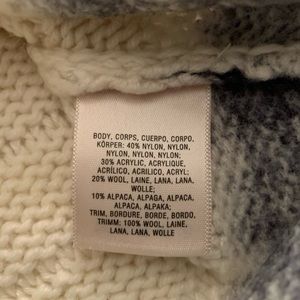 BODY, CORPS, CUERPO, CORPO,
KÖRPER: 40% NYLON, NYLON,
NYLON, NYLON, NYLON;
30% ACRYLIC, ACRYLIQUE,
ACRÍLICO, ACRILICO, ACRYL;
20% WOOL, LAINE, LANA, LANA,
WOLLE;
10% ALPACA, ALPAGA, ALPACA,
ALPACA, ALPAKA;
TRIM, BORDURE, BORDE, BORDO,
TRIMM: 100% WOOL, LAINE,
LANA, LANA, WOLLE